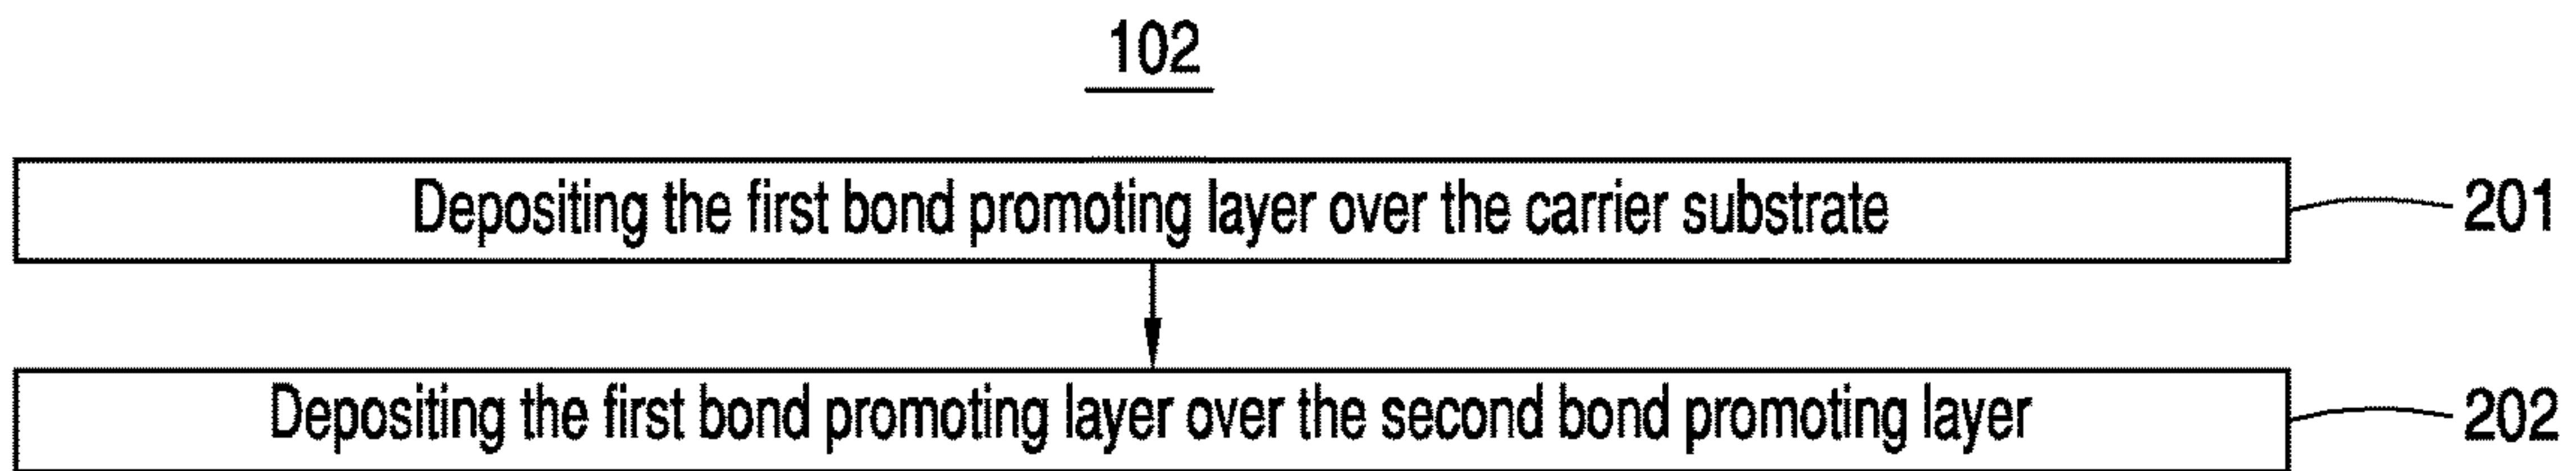 102
Depositing the first bond promoting layer over the carrier substrate
201
Depositing the first bond promoting layer over the second bond promoting layer
202